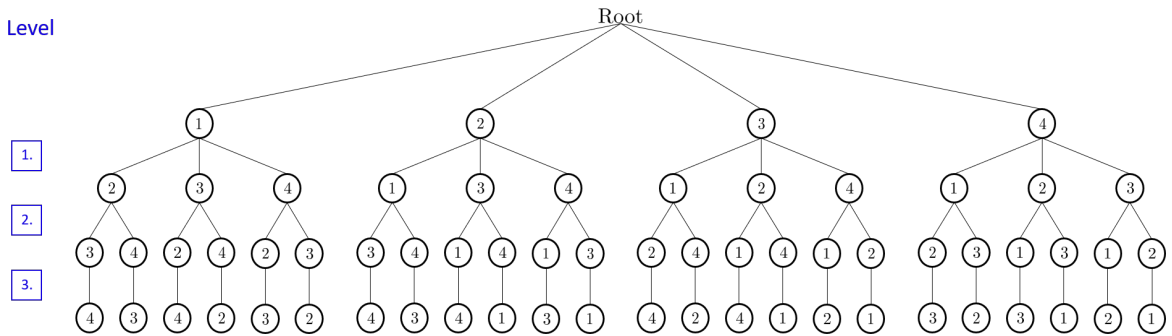 Root
Level
1 2 3 4
1.
2 3 4 1 3 4 1 2 4 1 2 3
2.
3 4 2 4 2 3 3 4 1 4 1 3 2 4 1 4 1 2 2 3 1 3 1 2
3.
4 3 4 2 3 2 4 3 4 1 3 1 4 2 4 1 2 1 3 2 3 1 2 1